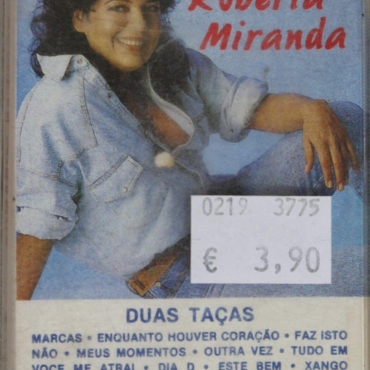 Roberta
Miranda
0219 3775
€ 3,90
DUAS TAÇAS
MARCAS • ENQUANTO HOUVER CORAÇÃO • FAZ ISTO
NÃO • MEUS MOMENTOS • OUTRA VEZ • TUDO EM
VOCE ME ATRAI • DIA D • ESTE BEM • XANGO